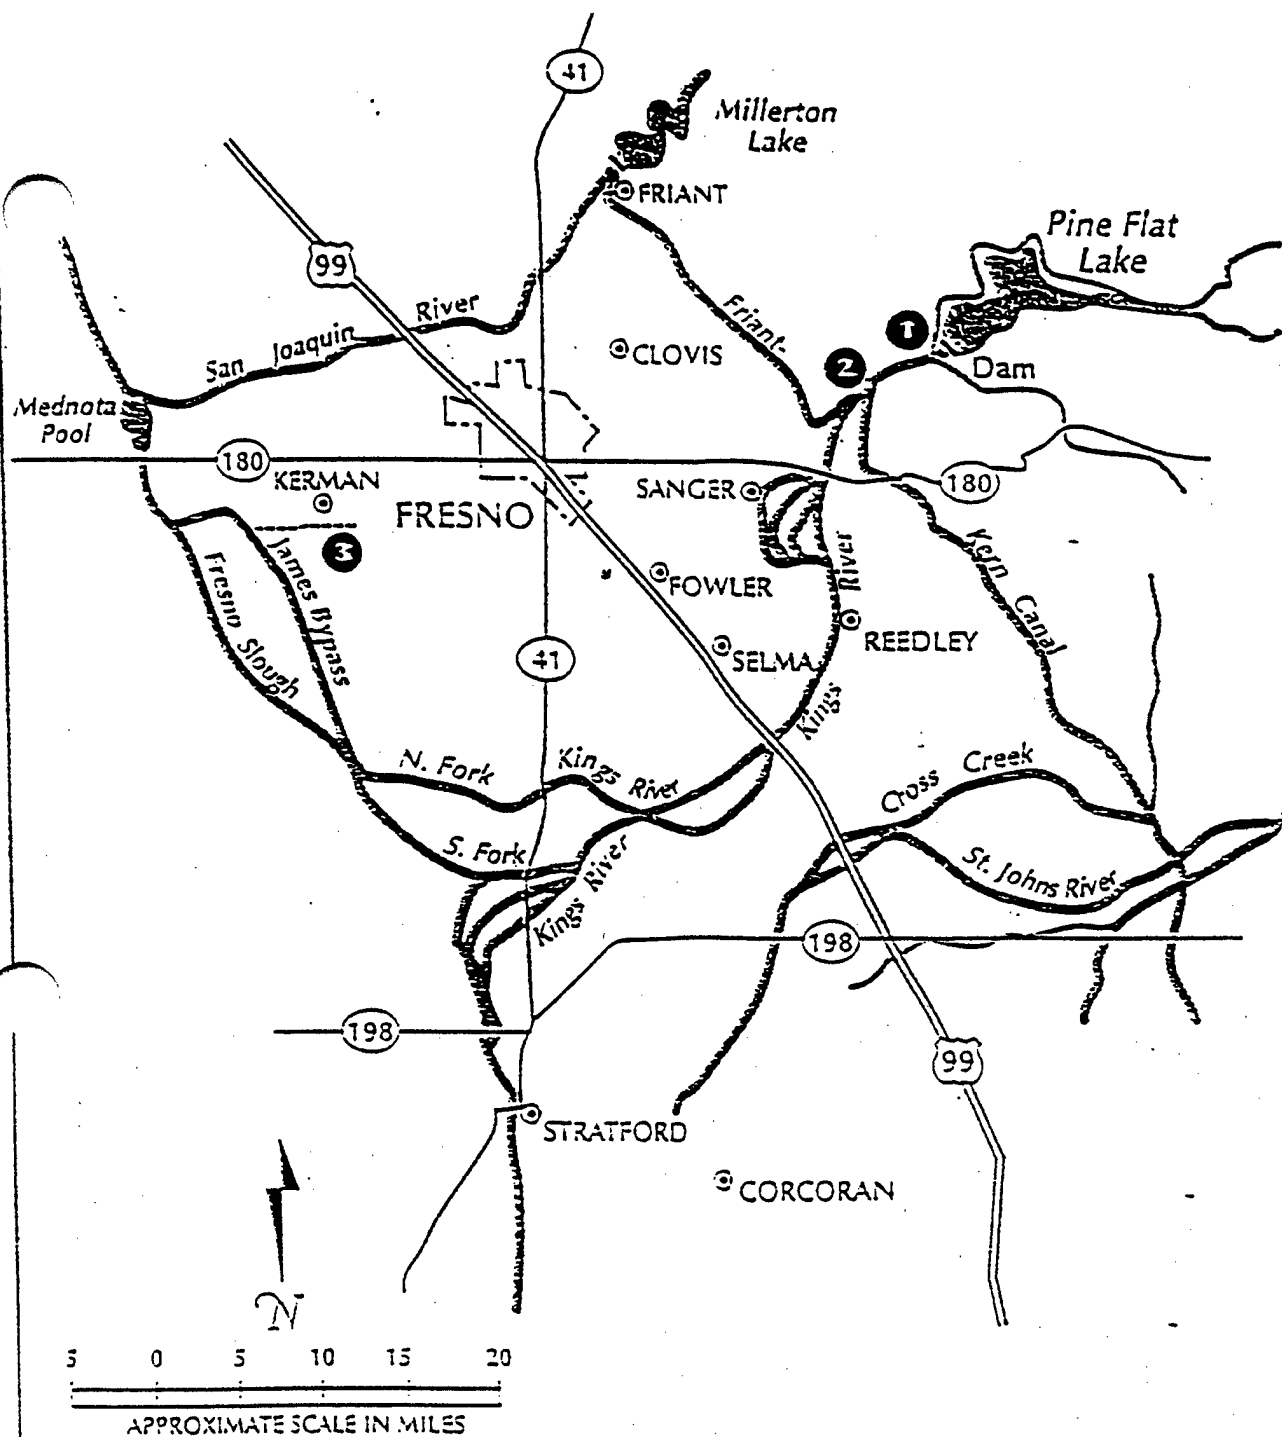 41
Millerton
Lake
FRIANT
Pine Flat
Lake
99
River
Joaquin
San
Friant-
1
CLOVIS
2
Dam
Mednota
Pool
180
KERMAN
SANGER
180
FRESNO
3
James Bypass
Fresno Slough
FOWLER
River
Kern
Canal
REEDLEY
41
SELMA
Kings
N. Fork
Kings
River
Cross
Creek
S. Fork
Kings River
St. Johns River
198
198
99
STRATFORD
CORCORAN
N
5 0 5 10 15 20
APPROXIMATE SCALE IN MILES